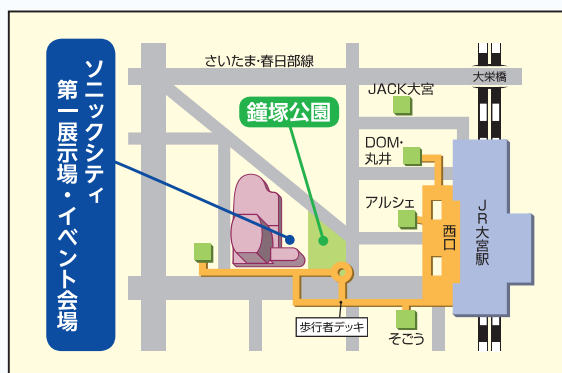 ソニックシティ
第一展示場・イベント会場
さいたま・春日部線
大栄橋
JACK大宮
鐘塚公園
DOM・
丸井
アルシェ
西口
JR大宮駅
歩行者デッキ
そごう